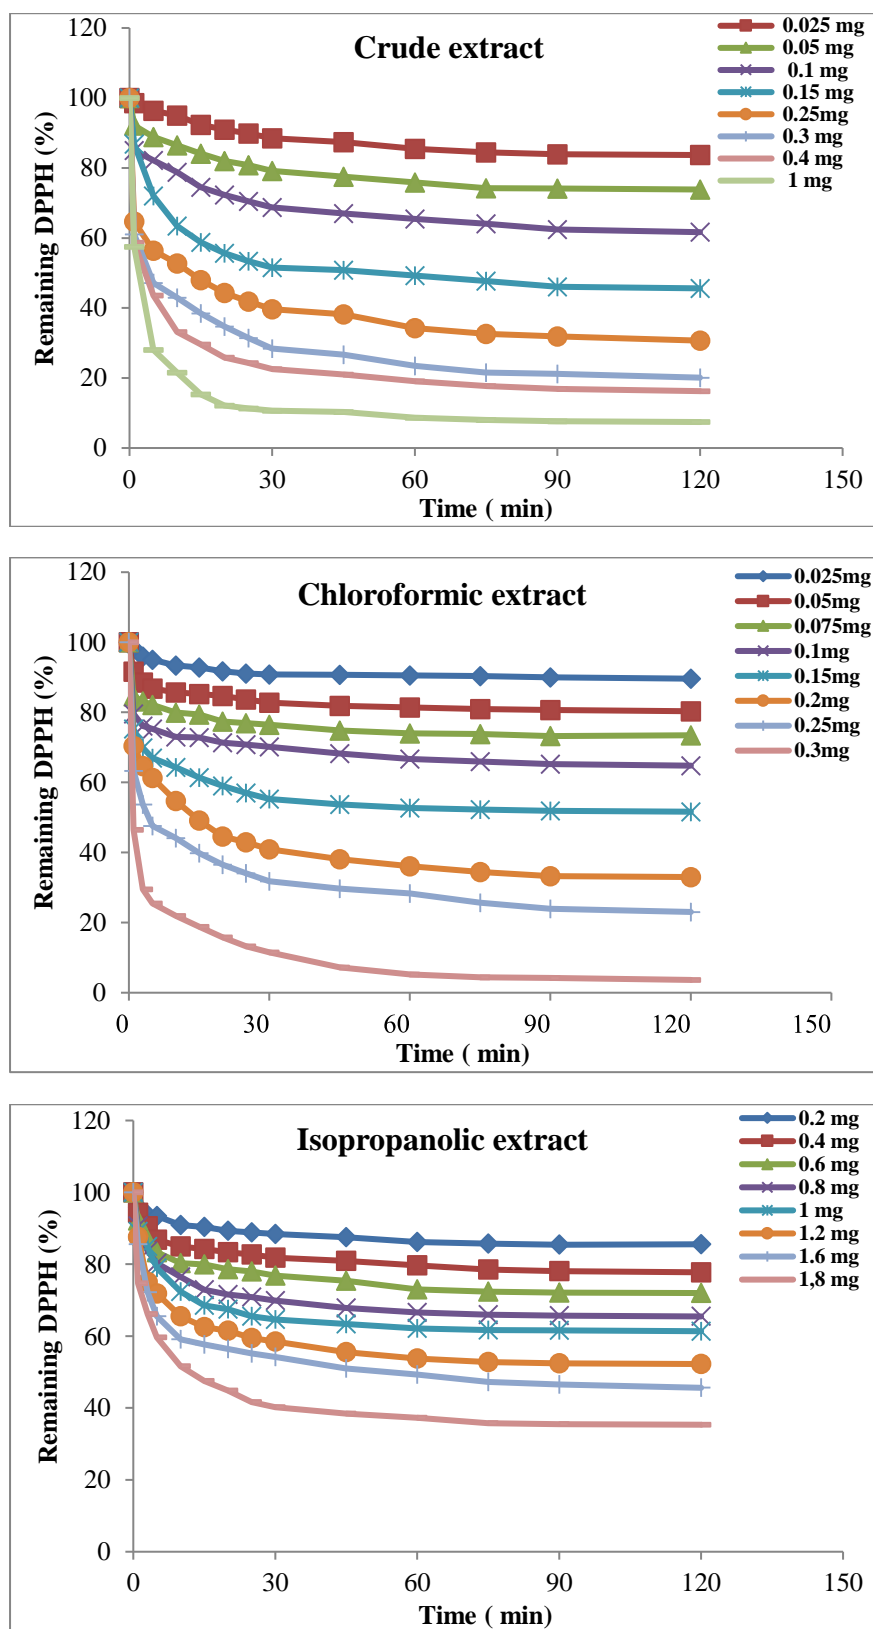 Crude extract
120
100
80
60
40
20
0
Remaining DPPH (%)
0 30 60 90 120 150
Time ( min)
0.025 mg
0.05 mg
0.1 mg
0.15 mg
0.25mg
0.3 mg
0.4 mg
1 mg
Chloroformic extract
120
100
80
60
40
20
0
Remaining DPPH (%)
0 30 60 90 120 150
Time ( min)
0.025mg
0.05mg
0.075mg
0.1mg
0.15mg
0.2mg
0.25mg
0.3mg
Isopropanolic extract
120
100
80
60
40
20
0
Remaining DPPH (%)
0 30 60 90 120 150
Time ( min)
0.2 mg
0.4 mg
0.6 mg
0.8 mg
1 mg
1.2 mg
1.6 mg
1,8 mg